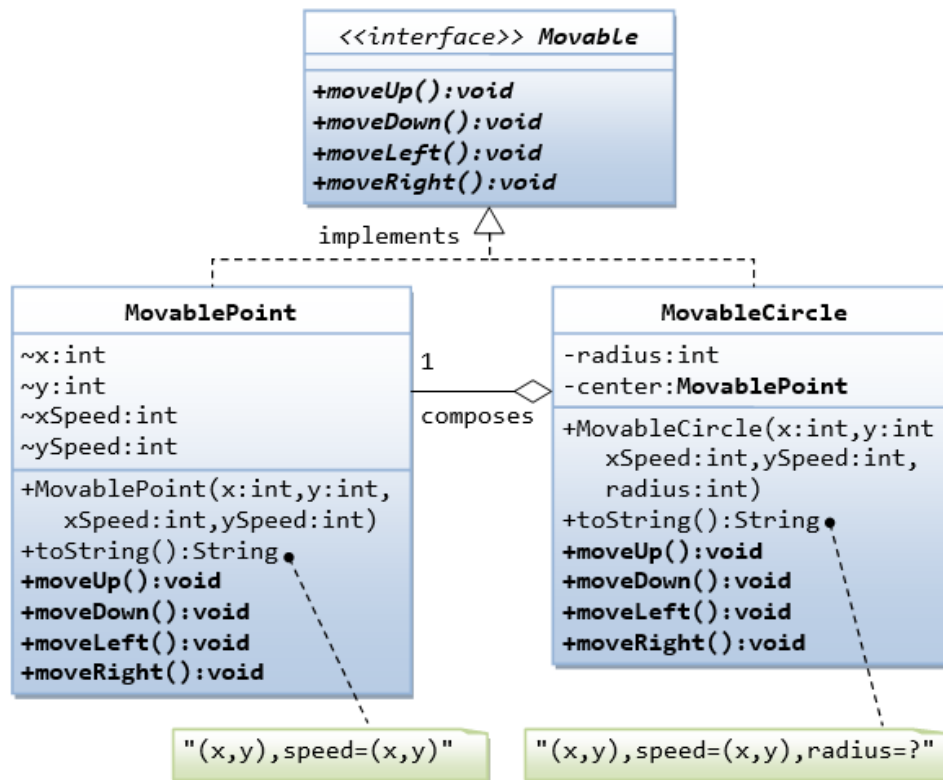 <<interface>> Movable
+moveUp():void
+moveDown():void
+moveLeft():void
+moveRight():void
implements
MovablePoint
~x:int
~y:int
~xSpeed:int
~ySpeed:int
+MovablePoint(x:int,y:int,
xSpeed:int,ySpeed:int)
+toString():String
+moveUp():void
+moveDown():void
+moveLeft():void
+moveRight():void
1
composes
MovableCircle
-radius:int
-center:MovablePoint
+MovableCircle(x:int,y:int
xSpeed:int,ySpeed:int,
radius:int)
+toString():String
+moveUp():void
+moveDown():void
+moveLeft():void
+moveRight():void
"(x,y),speed=(x,y)"
"(x,y),speed=(x,y),radius=?"